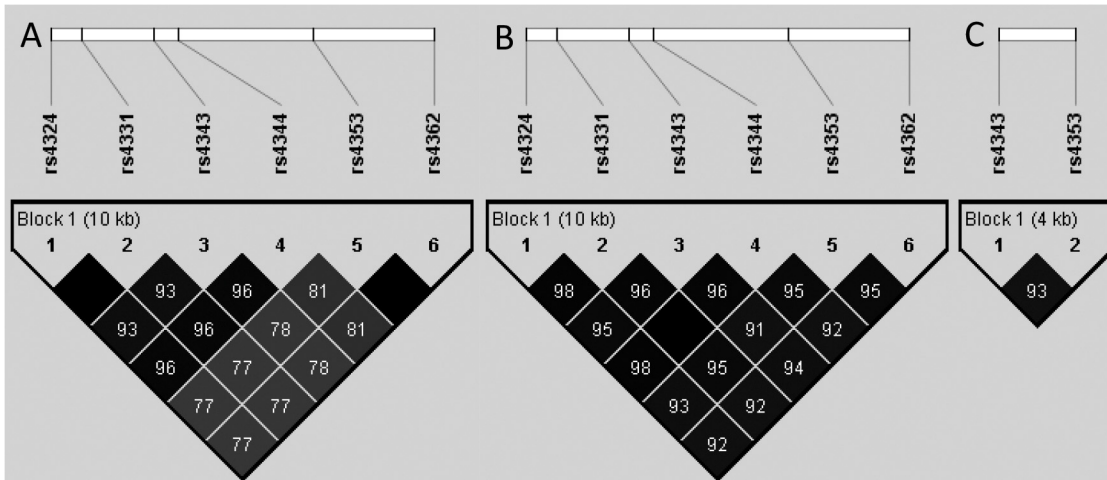 A
rs4324
rs4331
rs4343
rs4344
rs4353
rs4362
Block 1 (10 kb)
1 2 3 4 5 6
93 96 81
93 96 78 81
96 77 78
77 77
77
B
rs4324
rs4331
rs4343
rs4344
rs4353
rs4362
Block 1 (10 kb)
1 2 3 4 5 6
98 96 96 95 95
95 91 92
98 95 94
93 92
92
C
rs4343
rs4353
Block 1 (4 kb)
1 2
93